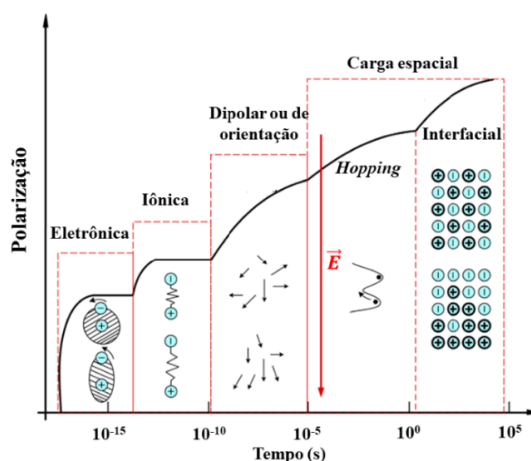 Carga espacial
Dipolar ou de
orientação
Interfacial
Hopping
Iônica
Eletrônica
E
Polarização
10-15
10-10
10-5
100
105
Tempo (s)